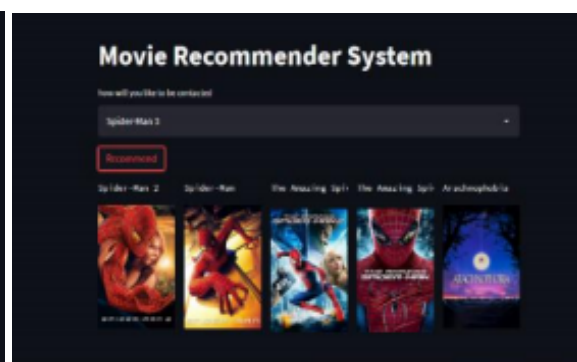 Movie Recommender System
how will you like to be contacted
Spider-Man 3
Recommend
Spider-Man 2
Spider-Man
The Amazing Spi
The Amazing Spi
Arachnophobia
ARACHNOPHOBIA